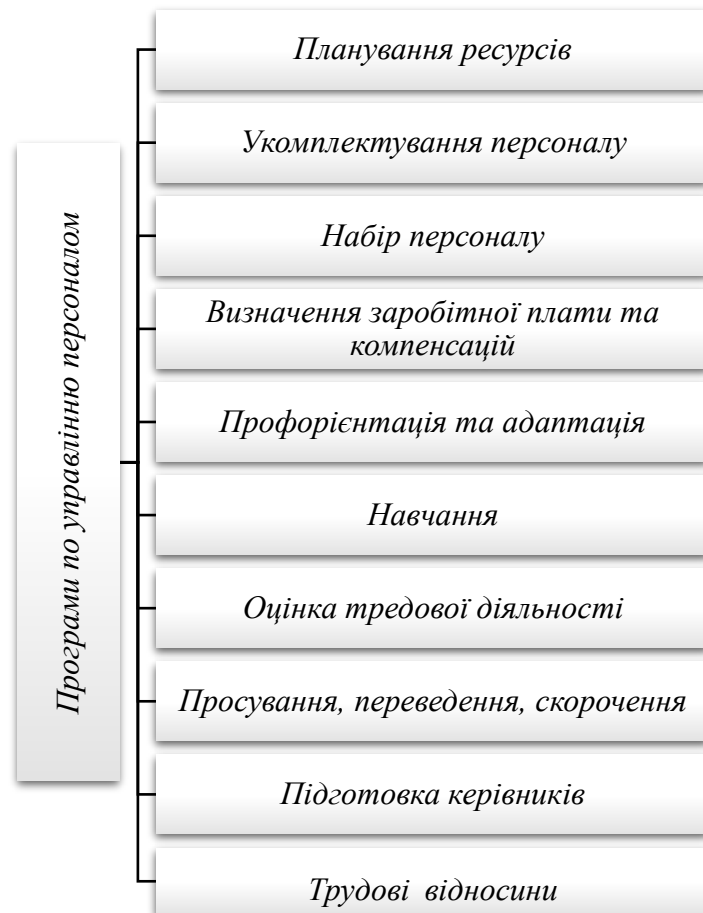 Програми по управлінню персоналом
Планування ресурсів
Укомплектування персоналу
Набір персоналу
Визначення заробітної плати та
компенсацій
Профорієнтація та адаптація
Навчання
Оцінка тредової діяльності
Просування, переведення, скорочення
Підготовка керівників
Трудові відносини